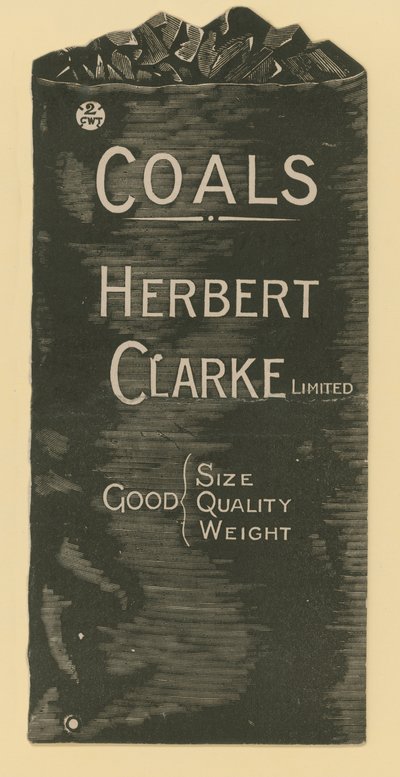 2
CWT
COALS
HERBERT
CLARKE LIMITED
GOOD { SIZE
QUALITY
WEIGHT